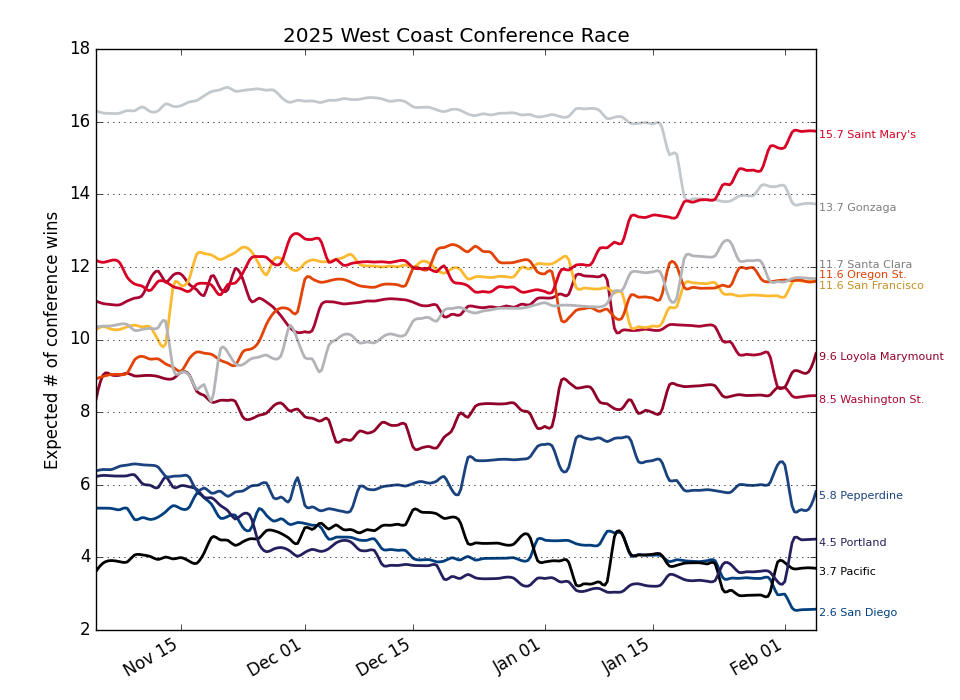 2025 West Coast Conference Race
Expected # of conference wins
18
16
14
12
10
8
6
4
2
Nov 15
Dec 01
Dec 15
Jan 01
Jan 15
Feb 01
15.7 Saint Mary's
13.7 Gonzaga
11.7 Santa Clara
11.6 Oregon St.
11.6 San Francisco
9.6 Loyola Marymount
8.5 Washington St.
5.8 Pepperdine
4.5 Portland
3.7 Pacific
2.6 San Diego